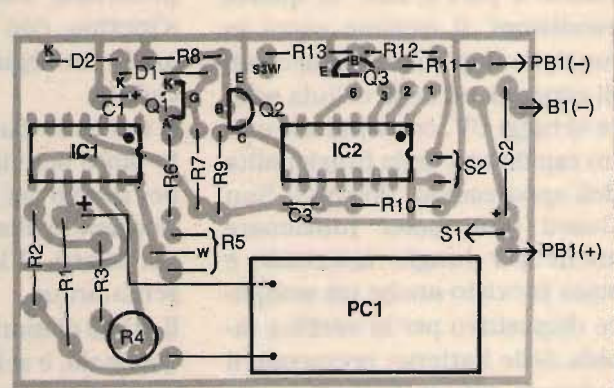 K D2 R8 S3W R13 R12 PB1(-)
K D1 E B Q3 R11
C1 + Q1 K G B Q2 E 6 3 2 1 B1(-)
A C
IC1 IC2 C2
R6 R7 R9 S2
C3 R10
+ R5 S1 +
R2 W PB1(+)
R1 R3
PC1
R4